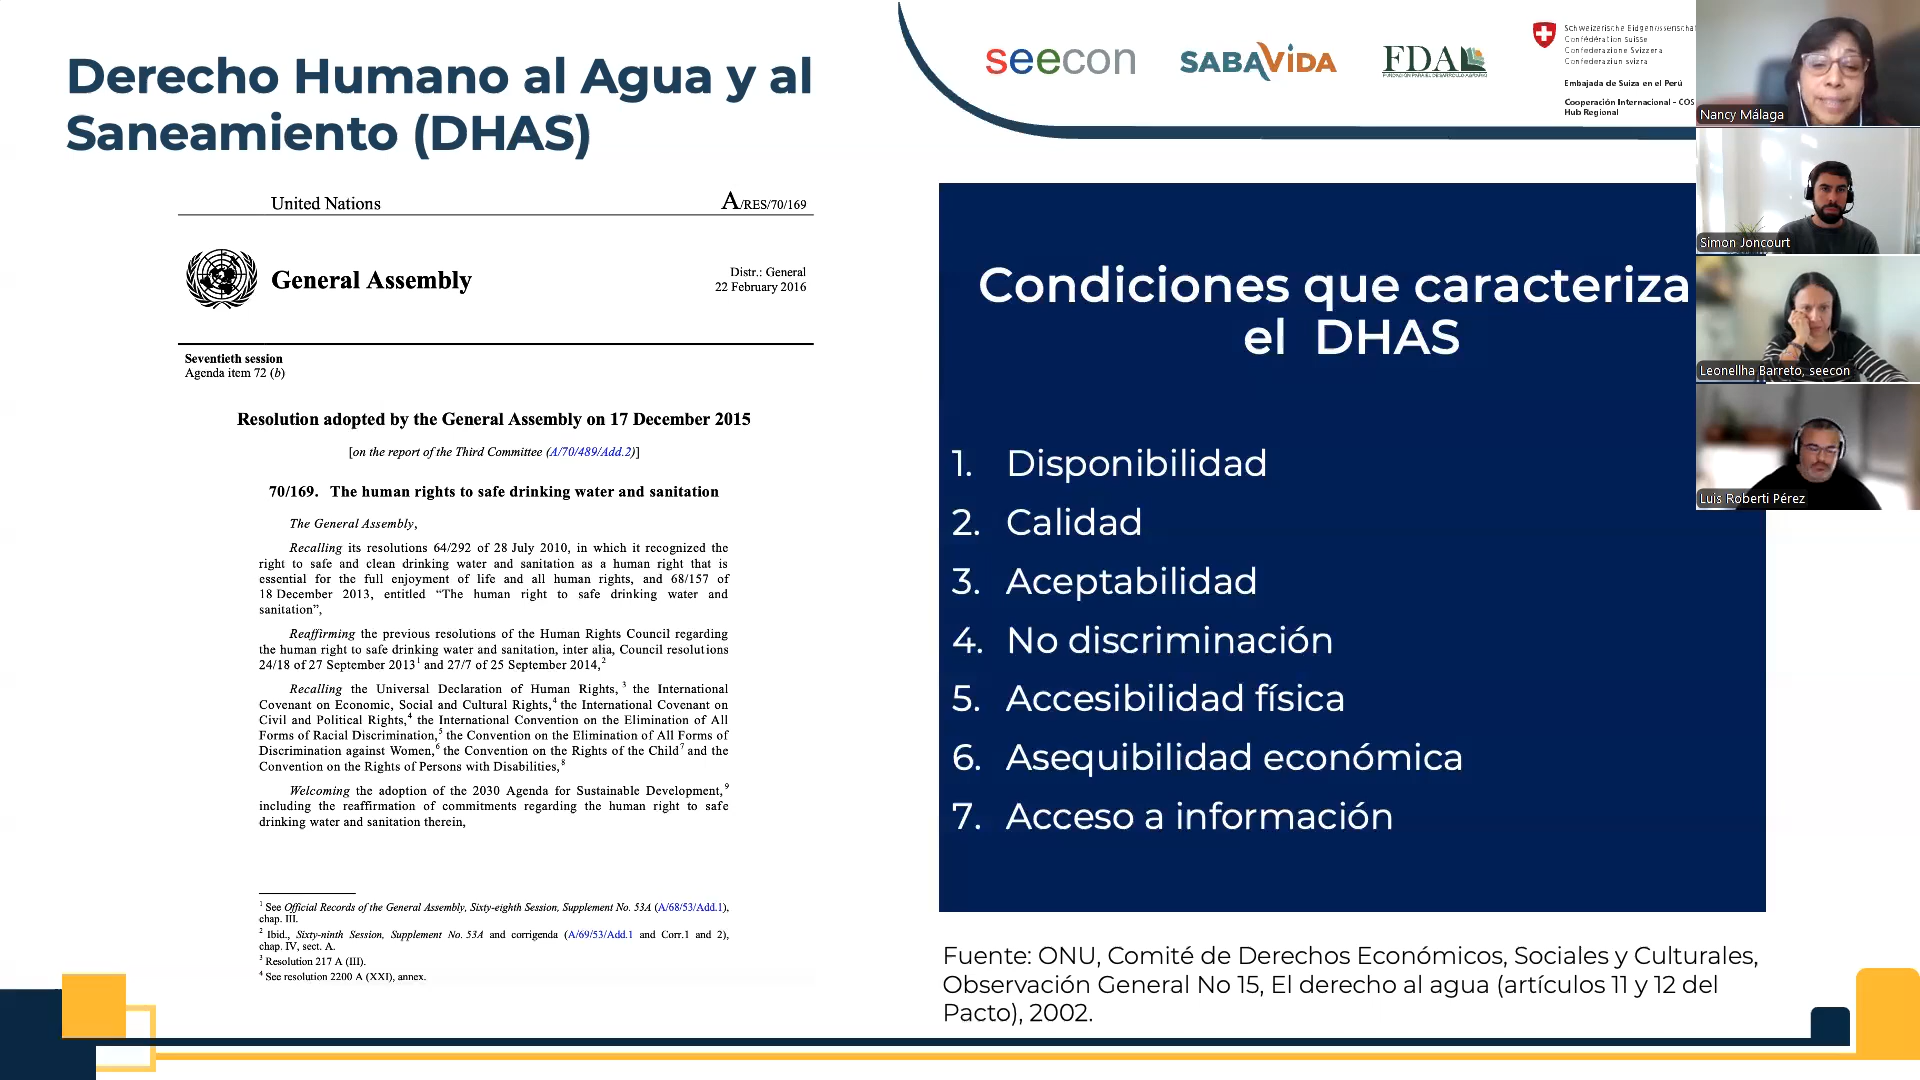 Derecho Humano al Agua y al
Saneamiento (DHAS)
seecon
SABAVIDA
FDA
FUNDACIÓN PARA EL DESARROLLO AGRARIO
Schweizerische Eidgenossenscha
Confédération suisse
Confederazione Svizzera
Confederaziun svizra
Embajada de Suiza en el Perú
Cooperación Internacional - COS
Hub Regional
Nancy Málaga
Simon Joncourt
Leonellha Barreto, seecon
Luis Roberti Pérez
United Nations
A/RES/70/169
General Assembly
Distr.: General
22 February 2016
Seventieth session
Agenda item 72 (b)
Resolution adopted by the General Assembly on 17 December 2015
[on the report of the Third Committee (A/70/489/Add.2)]
70/169. The human rights to safe drinking water and sanitation
The General Assembly,
Recalling its resolutions 64/292 of 28 July 2010, in which it recognized the
right to safe and clean drinking water and sanitation as a human right that is
essential for the full enjoyment of life and all human rights, and 68/157 of
18 December 2013, entitled “The human right to safe drinking water and
sanitation”,
Reaffirming the previous resolutions of the Human Rights Council regarding
the human right to safe drinking water and sanitation, inter alia, Council resolutions
24/18 of 27 September 2013¹ and 27/7 of 25 September 2014,²
Recalling the Universal Declaration of Human Rights,³ the International
Covenant on Economic, Social and Cultural Rights,⁴ the International Covenant on
Civil and Political Rights,⁴ the International Convention on the Elimination of All
Forms of Racial Discrimination,⁵ the Convention on the Elimination of All Forms of
Discrimination against Women,⁶ the Convention on the Rights of the Child⁷ and the
Convention on the Rights of Persons with Disabilities,⁸
Welcoming the adoption of the 2030 Agenda for Sustainable Development,⁹
including the reaffirmation of commitments regarding the human right to safe
drinking water and sanitation therein,
¹ See Official Records of the General Assembly, Sixty-eighth Session, Supplement No. 53A (A/68/53/Add.1),
chap. III.
² Ibid., Sixty-ninth Session, Supplement No. 53A and corrigenda (A/69/53/Add.1 and Corr.1 and 2),
chap. IV, sect. A.
³ Resolution 217 A (III).
⁴ See resolution 2200 A (XXI), annex.
Condiciones que caracteriza
el DHAS
1. Disponibilidad
2. Calidad
3. Aceptabilidad
4. No discriminación
5. Accesibilidad física
6. Asequibilidad económica
7. Acceso a información
Fuente: ONU, Comité de Derechos Económicos, Sociales y Culturales,
Observación General No 15, El derecho al agua (artículos 11 y 12 del
Pacto), 2002.